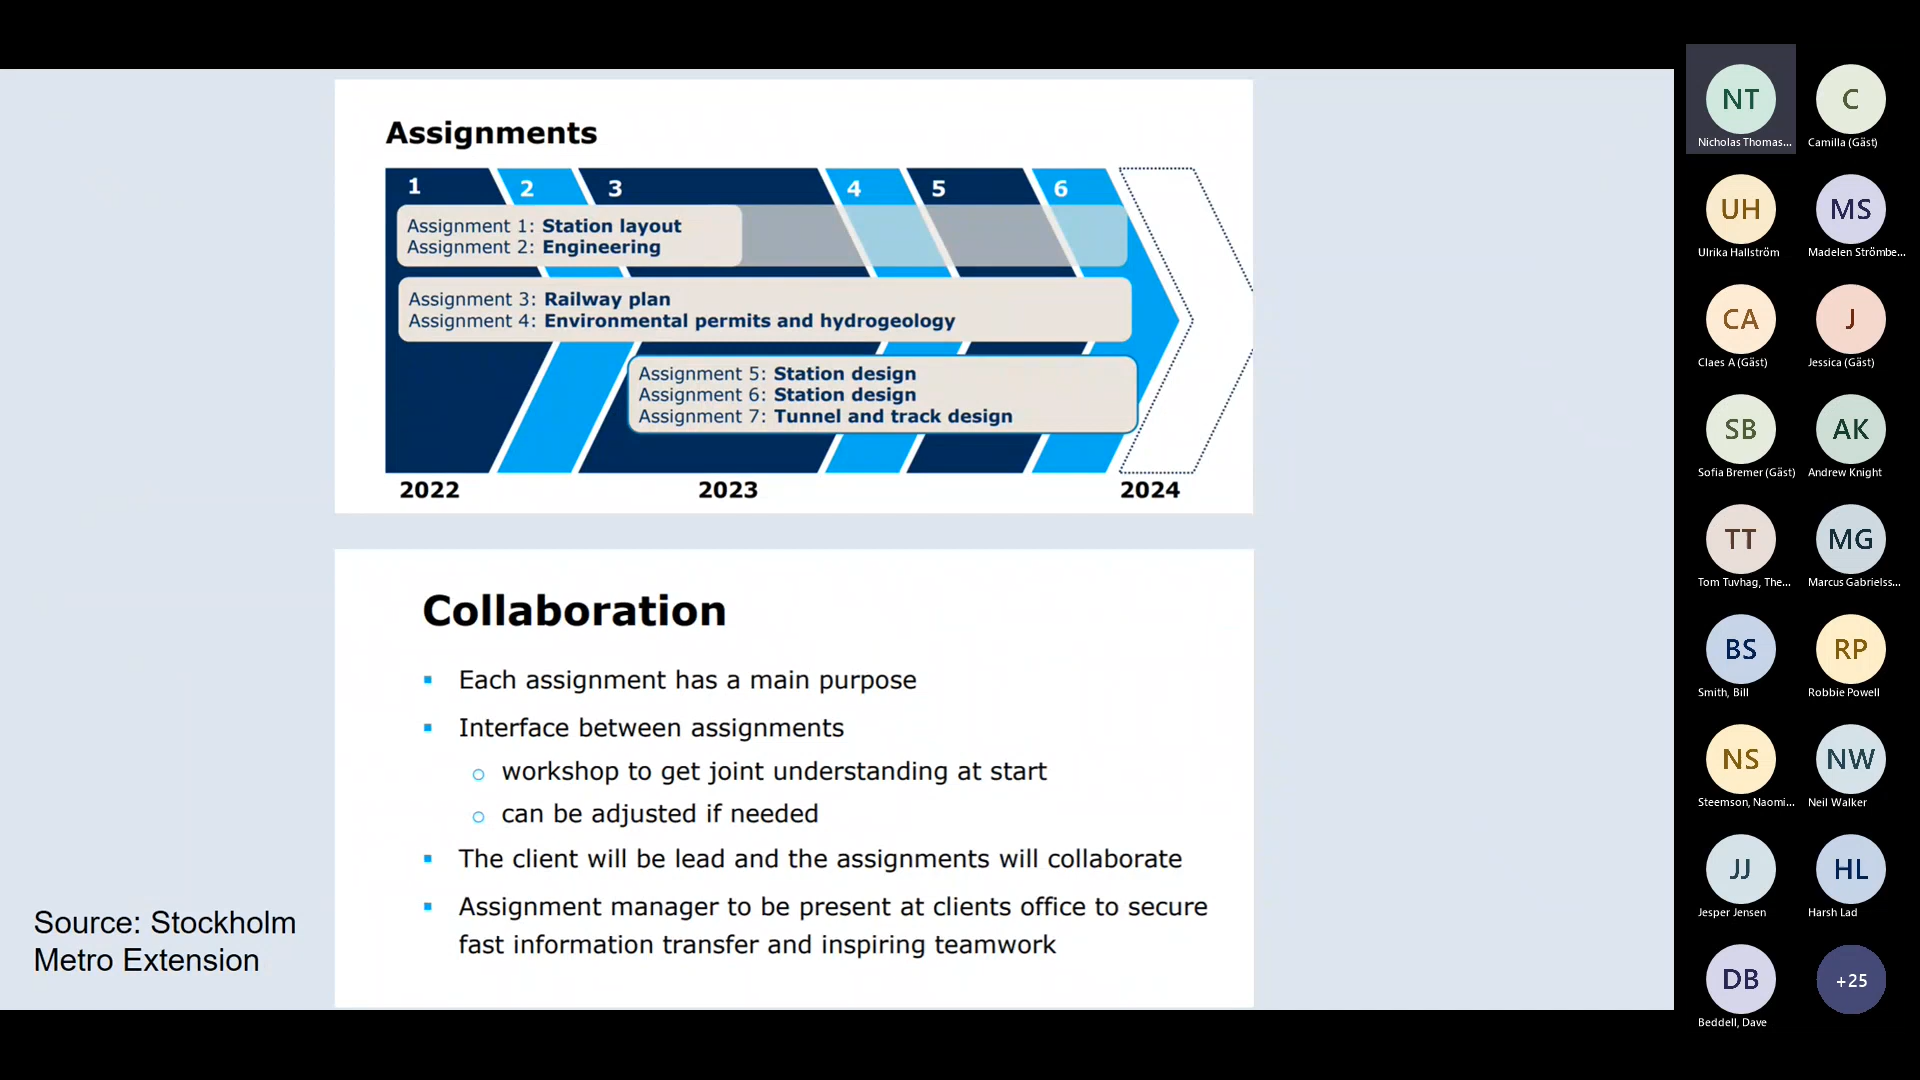 Assignments
1 2 3 4 5 6
Assignment 1: Station layout
Assignment 2: Engineering
Assignment 3: Railway plan
Assignment 4: Environmental permits and hydrogeology
Assignment 5: Station design
Assignment 6: Station design
Assignment 7: Tunnel and track design
2022 2023 2024
Collaboration
Each assignment has a main purpose
Interface between assignments
workshop to get joint understanding at start
can be adjusted if needed
The client will be lead and the assignments will collaborate
Assignment manager to be present at clients office to secure
fast information transfer and inspiring teamwork
Source: Stockholm
Metro Extension
NT C
Nicholas Thomas... Camilla (Gäst)
UH MS
Ulrika Hallström Madelen Strömbe...
CA J
Claes A (Gäst) Jessica (Gäst)
SB AK
Sofia Bremer (Gäst) Andrew Knight
TT MG
Tom Tuvhag, The... Marcus Gabrielss...
BS RP
Smith, Bill Robbie Powell
NS NW
Steemson, Naomi... Neil Walker
JJ HL
Jesper Jensen Harsh Lad
DB +25
Beddell, Dave